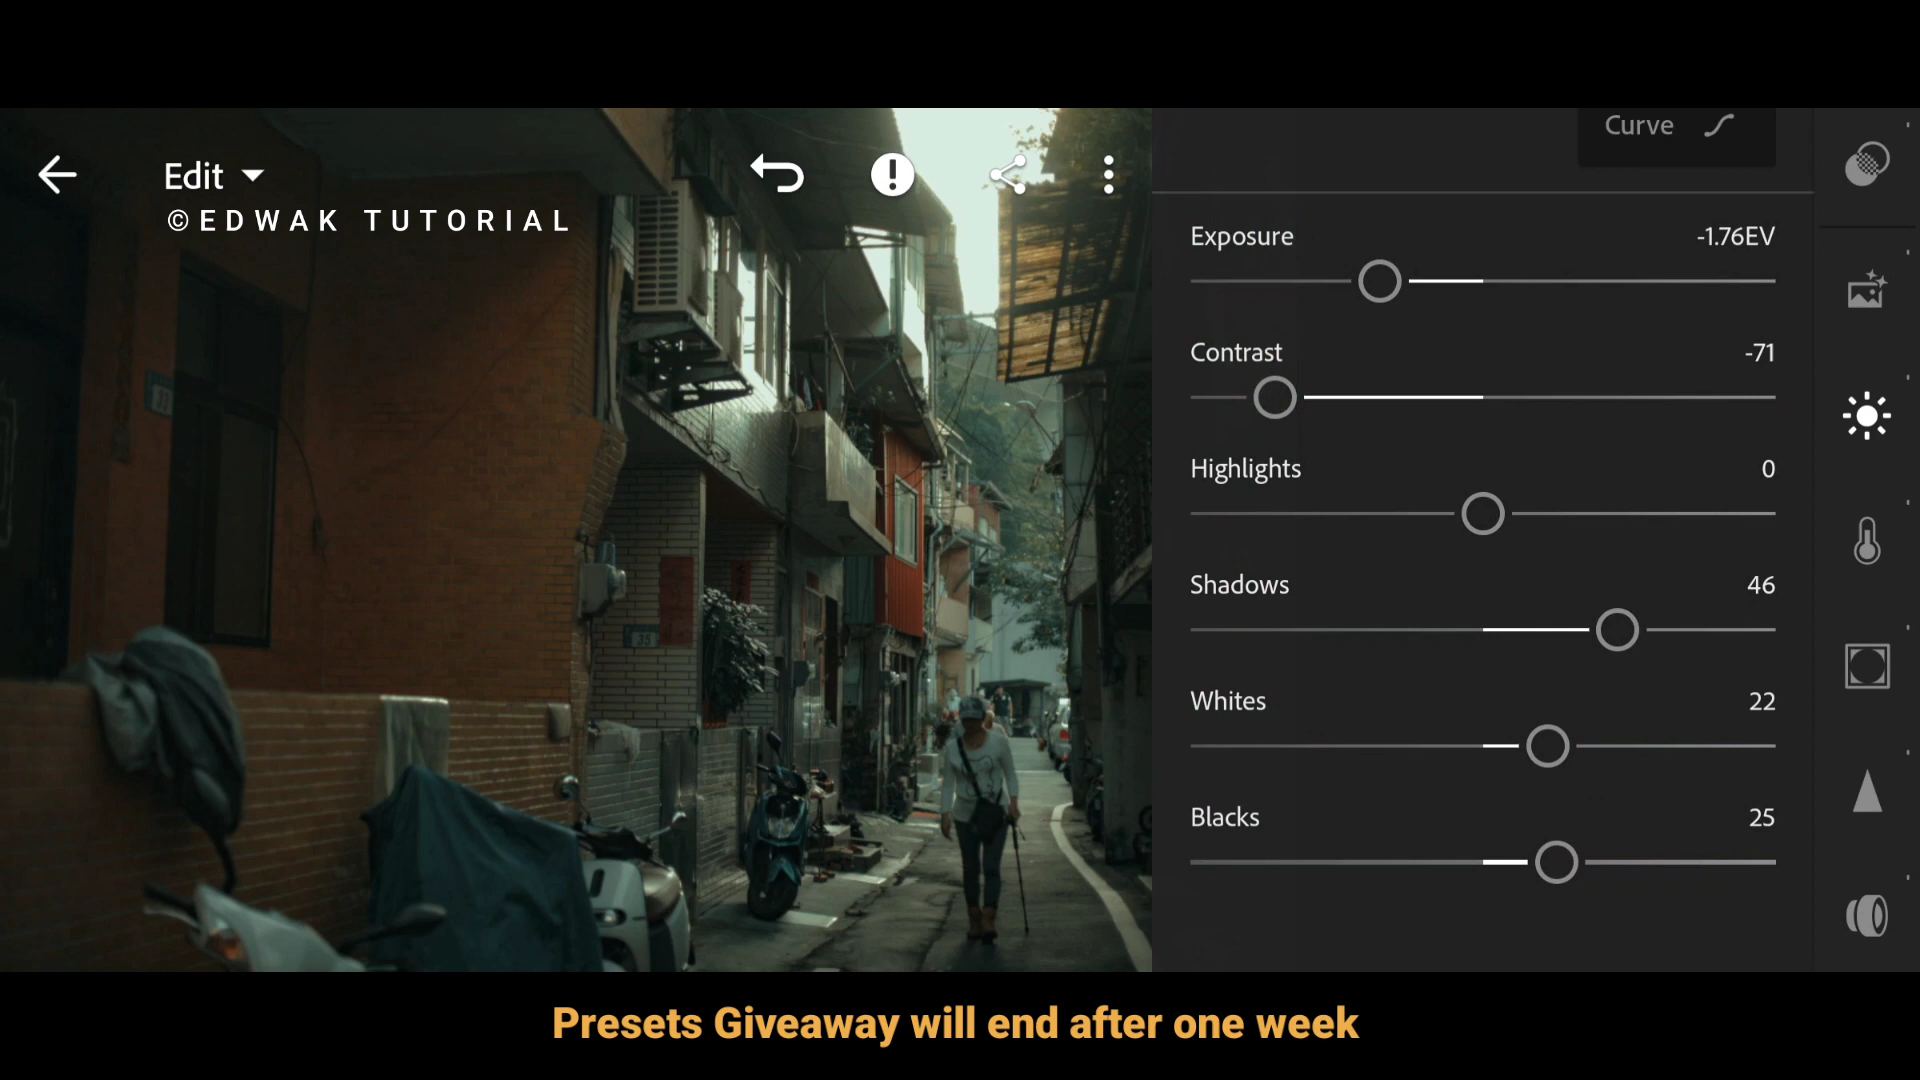 Edit
©EDWAK TUTORIAL
Curve
Exposure -1.76EV
Contrast -71
Highlights 0
Shadows 46
Whites 22
Blacks 25
35
Presets Giveaway will end after one week